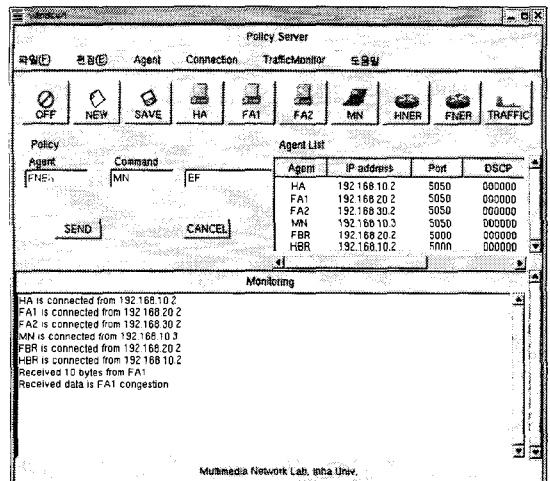 Policy Server
파일(F) 편집(E) Agent Connection TrafficMonitor 도움말
OFF NEW SAVE HA FA1 FA2 MN HNER FNER TRAFFIC
Policy Agent List
Agent Command
MN EF
SEND CANCEL
Agent IP address Port DSCP
HA 192.168.10.2 5050 000000
FA1 192.168.20.2 5050 000000
FA2 192.168.30.2 5050 000000
MN 192.168.10.3 5050 000000
FBR 192.168.20.2 5000 000000
HBR 192.168.10.2 5000 000000
Monitoring
HA is connected from 192.168.10.2
FA1 is connected from 192.168.20.2
FA2 is connected from 192.168.30.2
MN is connected from 192.168.10.3
FBR is connected from 192.168.20.2
HBR is connected from 192.168.10.2
Received 10 bytes from FA1
Received data is FA1 congestion
Multimedia Network Lab, Inha Univ.